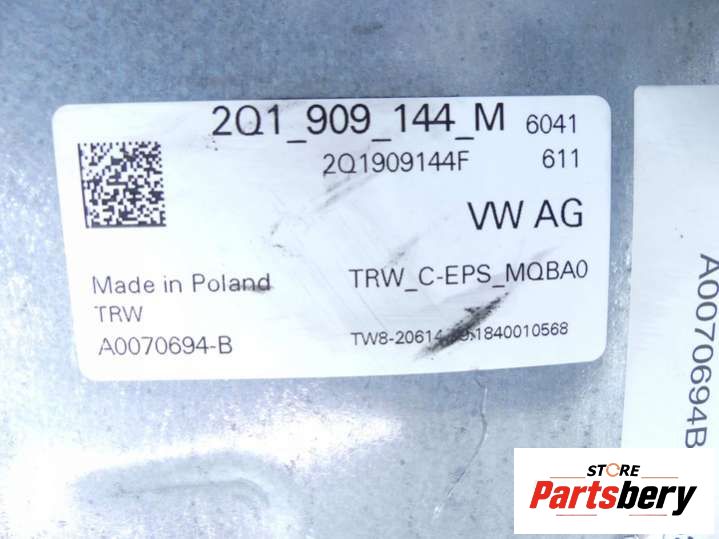 2Q1_909_144_M 6041
2Q1909144F 611
VW AG
Made in Poland TRW_C-EPS_MQBA0
TRW
A0070694-B
A0070694B
STORE
Partsbery